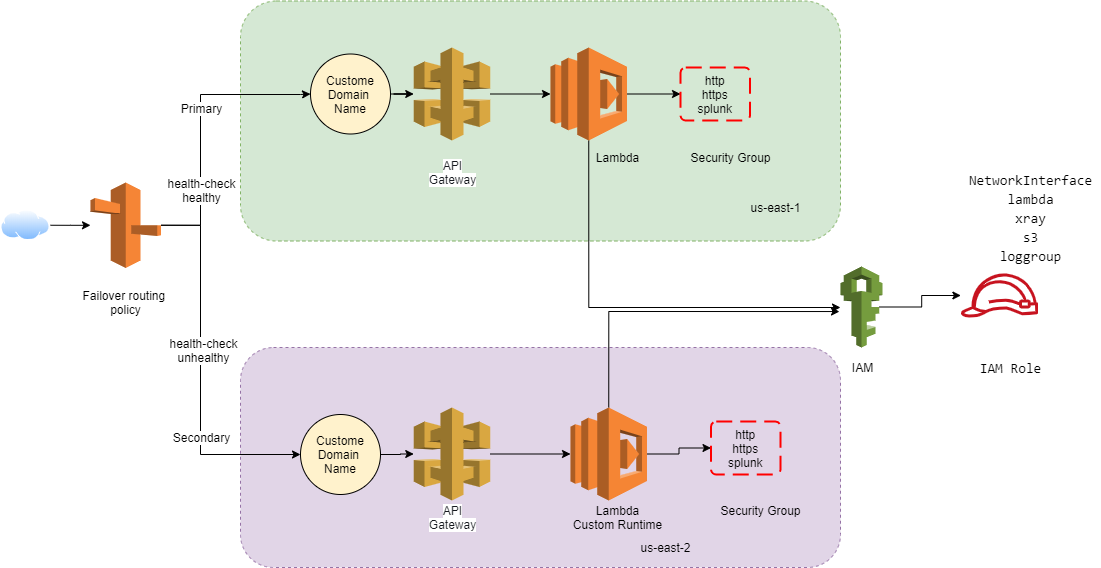 Custome
Domain
Name
API
Gateway
Lambda
http
https
splunk
Security Group
us-east-1
Primary
health-check
healthy
Failover routing
policy
health-check
unhealthy
Secondary
NetworkInterface
lambda
xray
s3
loggroup
IAM
IAM Role
Custome
Domain
Name
API
Gateway
Lambda
Custom Runtime
http
https
splunk
Security Group
us-east-2